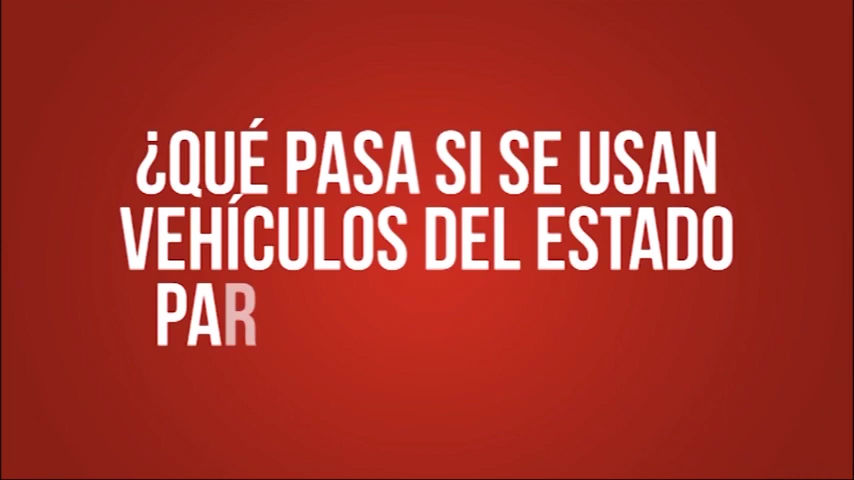 ¿QUÉ PASA SI SE USAN
VEHÍCULOS DEL ESTADO
PAR